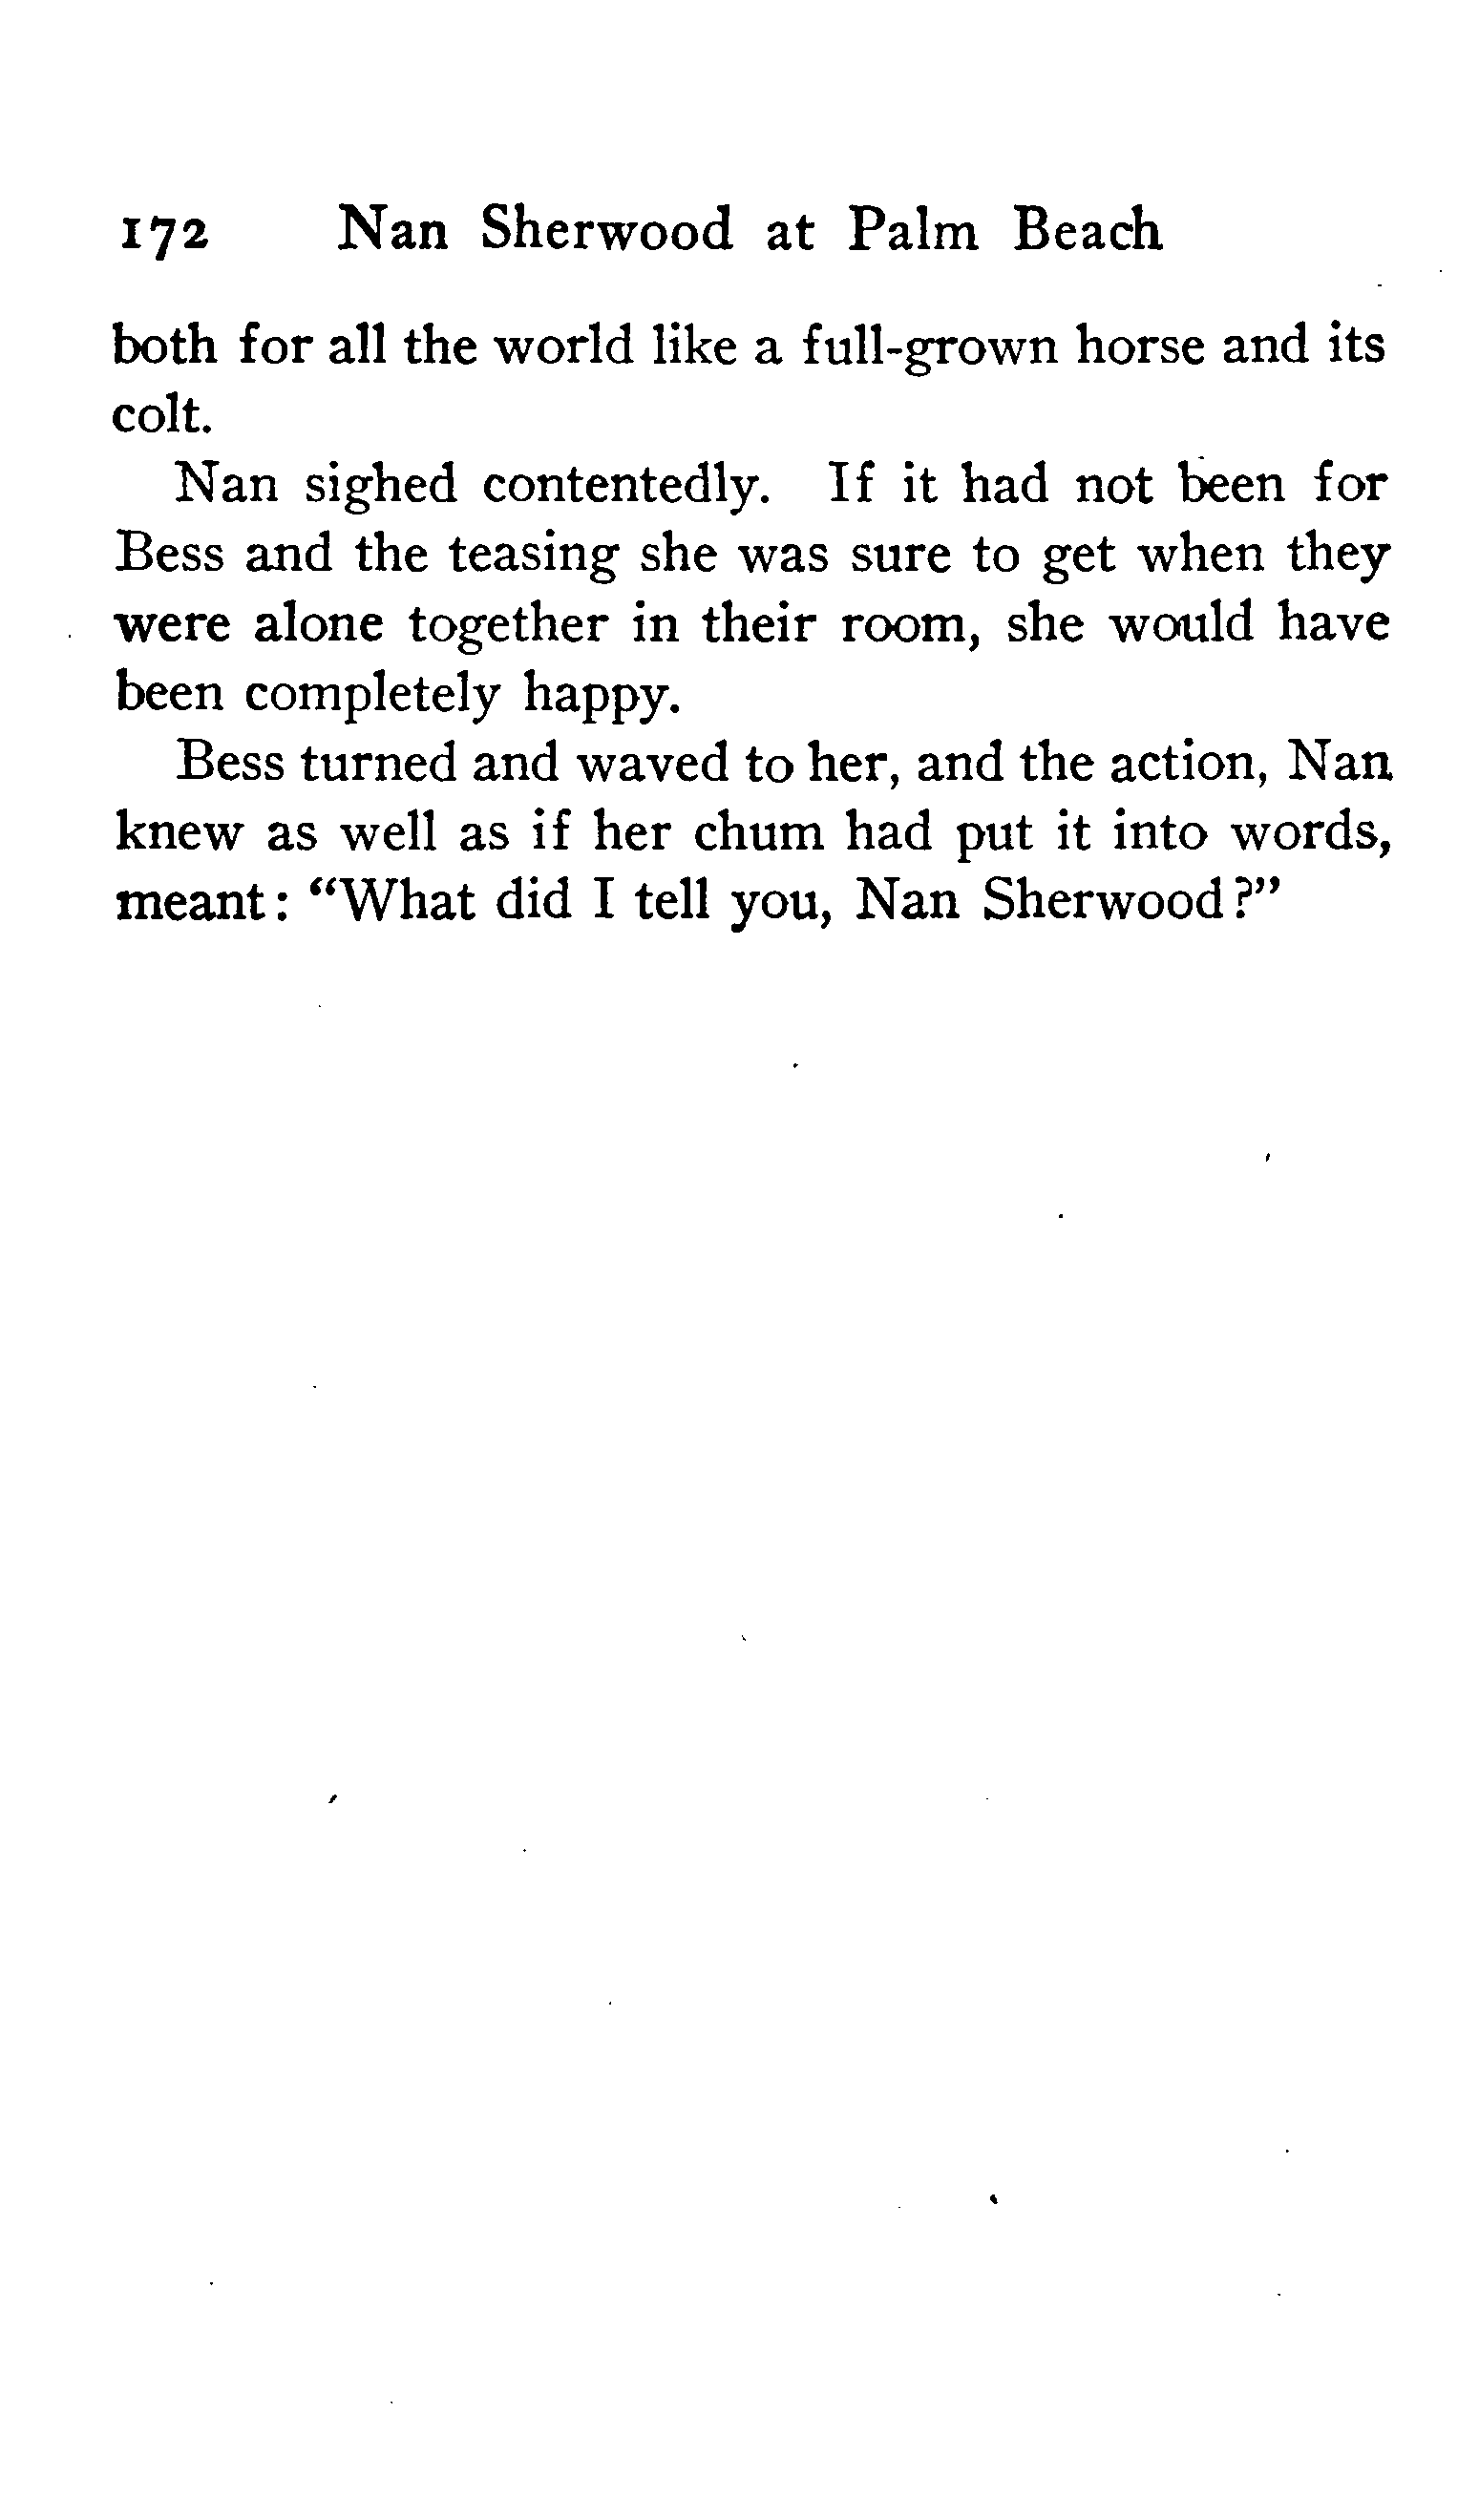 172 Nan Sherwood at Palm Beach
both for all the world like a full-grown horse and its
colt.
Nan sighed contentedly. If it had not been for
Bess and the teasing she was sure to get when they
were alone together in their room, she would have
been completely happy.
Bess turned and waved to her, and the action, Nan
knew as well as if her chum had put it into words,
meant: "What did I tell you, Nan Sherwood?"